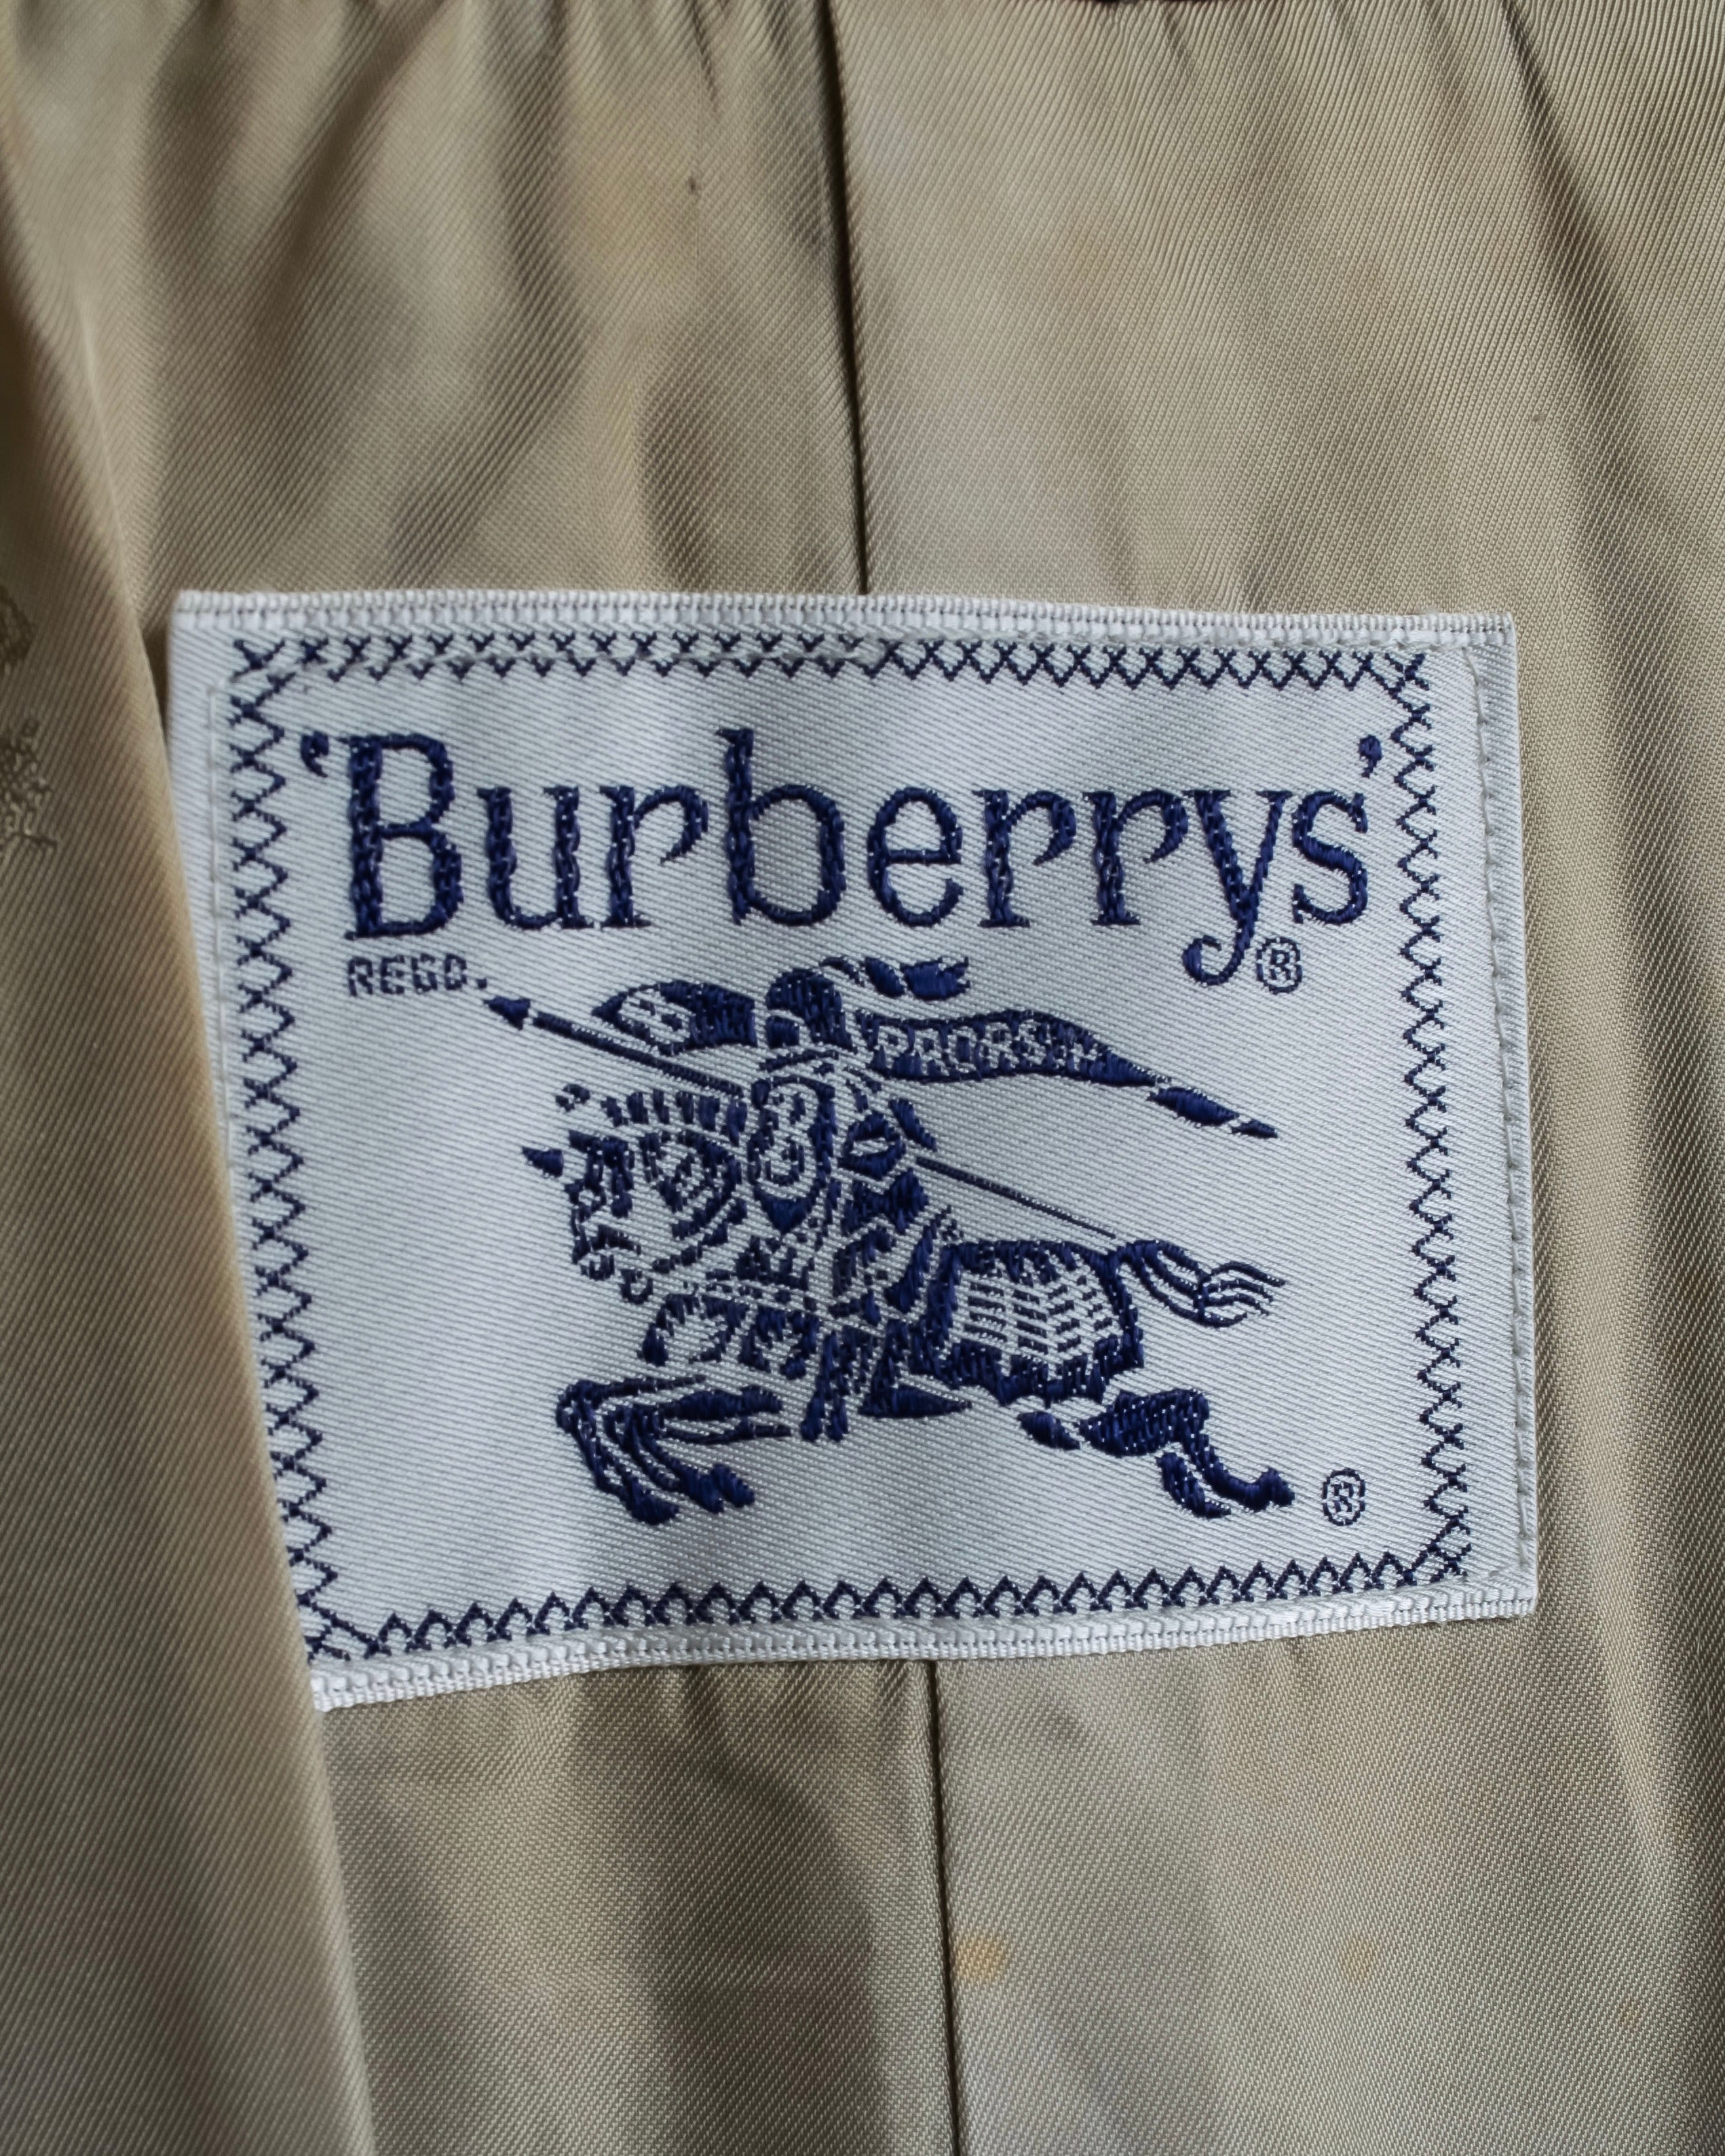 'Burberrys'
REGD. ®
PRORSUM
®